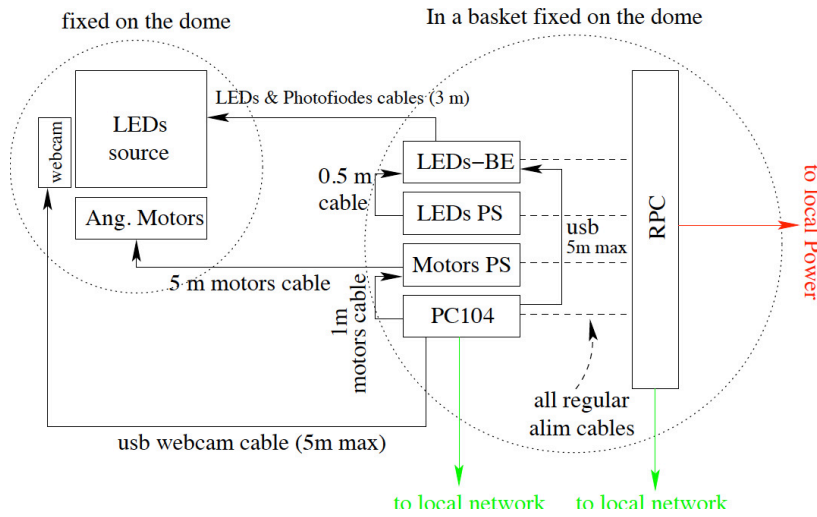 fixed on the dome
In a basket fixed on the dome
webcam
LEDs
source
Ang. Motors
LEDs & Photofiodes cables (3 m)
0.5 m
cable
LEDs-BE
LEDs PS
Motors PS
PC104
usb
5m max
RPC
to local Power
5 m motors cable
1m
motors cable
all regular
alim cables
usb webcam cable (5m max)
to local network
to local network